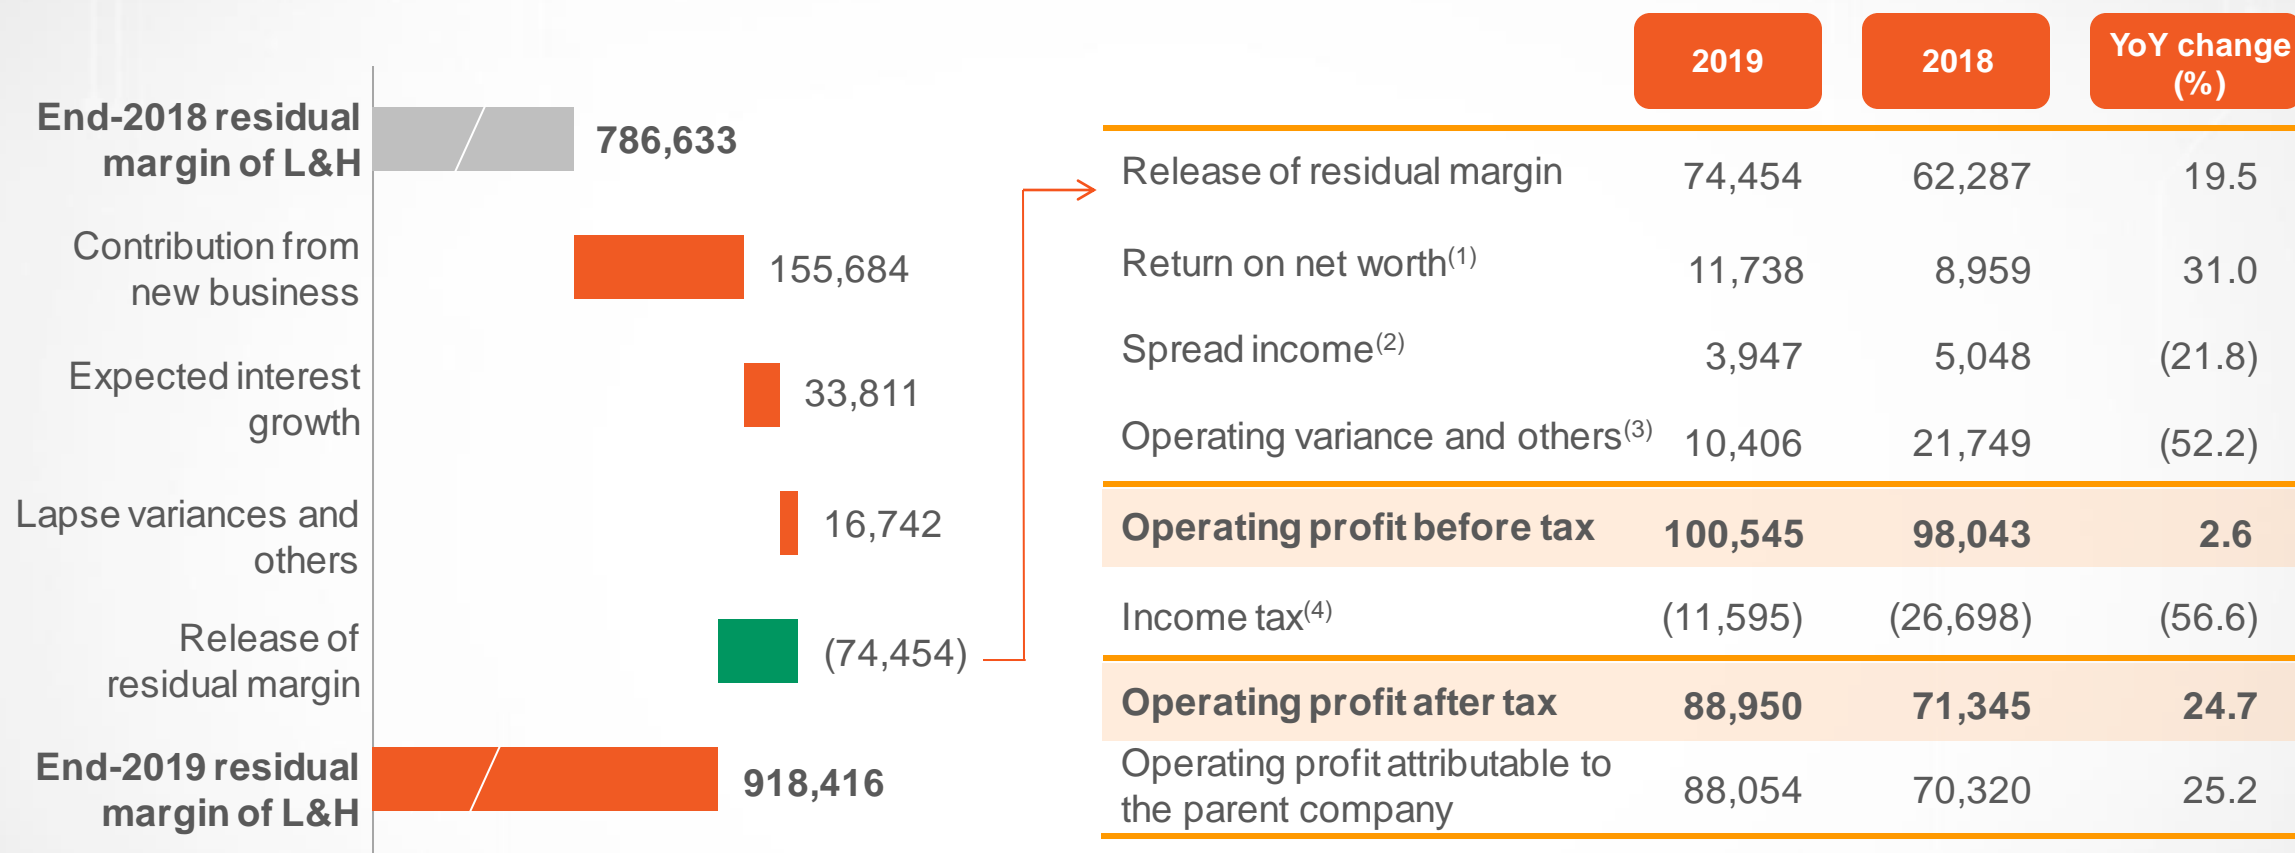 End-2018 residual
margin of L&H
786,633
Contribution from
new business
155,684
Expected interest
growth
33,811
Lapse variances and
others
16,742
Release of
residual margin
(74,454)
End-2019 residual
margin of L&H
918,416
2019 2018 YoY change
(%)
Release of residual margin 74,454 62,287 19.5
Return on net worth(1) 11,738 8,959 31.0
Spread income(2) 3,947 5,048 (21.8)
Operating variance and others(3) 10,406 21,749 (52.2)
Operating profit before tax 100,545 98,043 2.6
Income tax(4) (11,595) (26,698) (56.6)
Operating profit after tax 88,950 71,345 24.7
Operating profit attributable to
the parent company 88,054 70,320 25.2